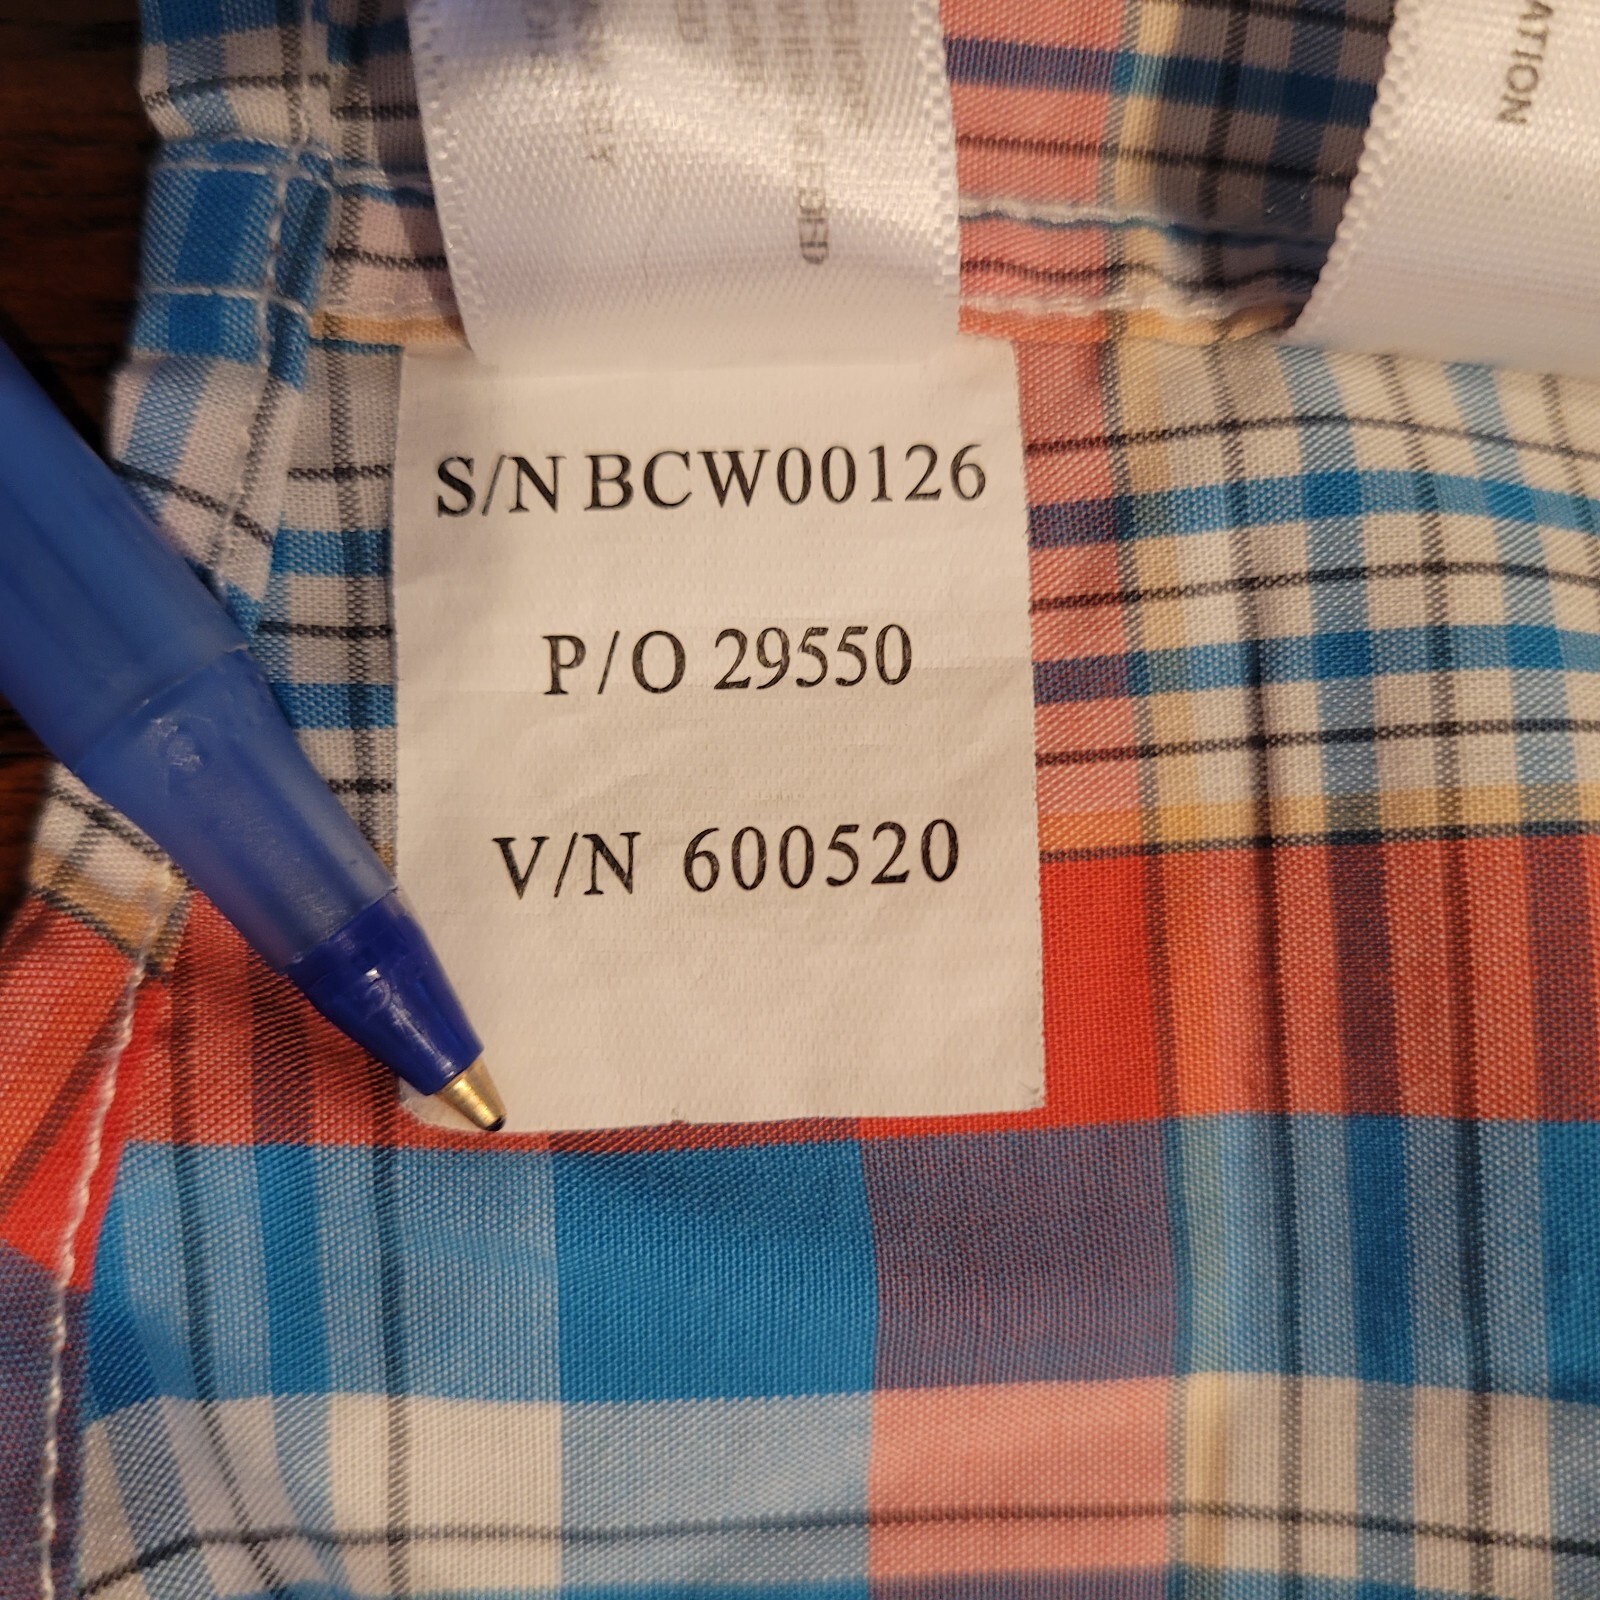 ATION
S/N BCW00126
P/O 29550
V/N 600520